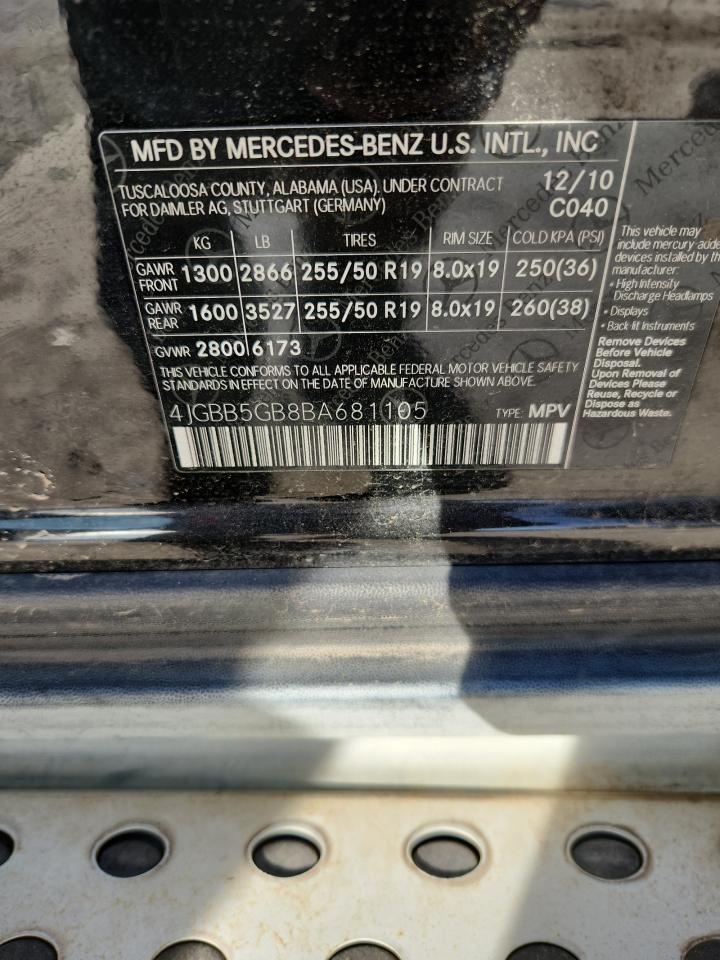 MFD BY MERCEDES-BENZ U.S. INTL., INC
TUSCALOOSA COUNTY, ALABAMA (USA). UNDER CONTRACT 12/10
FOR DAIMLER AG, STUTTGART (GERMANY) C040
KG LB TIRES RIM SIZE COLD KPA (PSI)
GAWR FRONT 1300 2866 255/50 R19 8.0x19 250(36)
GAWR REAR 1600 3527 255/50 R19 8.0x19 260(38)
GVWR 2800 6173
THIS VEHICLE CONFORMS TO ALL APPLICABLE FEDERAL MOTOR VEHICLE SAFETY
STANDARDS IN EFFECT ON THE DATE OF MANUFACTURE SHOWN ABOVE.
4JGBB5GB8BA681105 TYPE: MPV
This vehicle may
include mercury-adde
devices installed by the
manufacturer:
• High Intensity
Discharge Headlamps
• Displays
• Back-lit Instruments
Remove Devices
Before Vehicle
Disposal.
Upon Removal of
Devices Please
Reuse, Recycle or
Dispose as
Hazardous Waste.